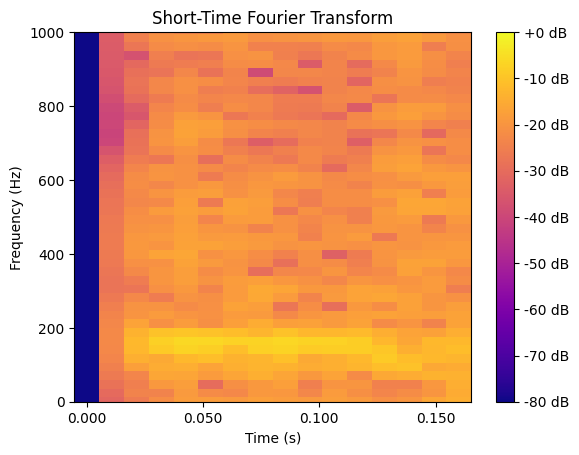 Short-Time Fourier Transform
1000
800
600
400
200
0
Frequency (Hz)
0.000
0.050
0.100
0.150
Time (s)
+0 dB
-10 dB
-20 dB
-30 dB
-40 dB
-50 dB
-60 dB
-70 dB
-80 dB